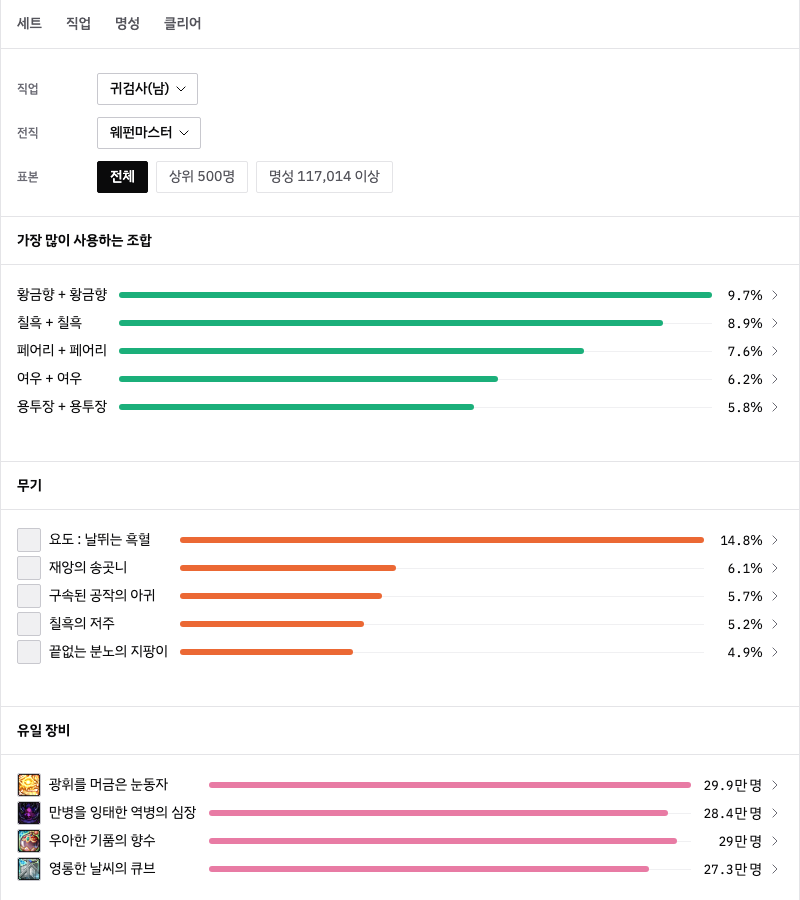 세트 직업 명성 클리어
직업 귀검사(남)
전직 웨펀마스터
표본 전체 상위 500명 명성 117,014 이상
가장 많이 사용하는 조합
황금향 + 황금향 9.7%
칠흑 + 칠흑 8.9%
페어리 + 페어리 7.6%
여우 + 여우 6.2%
용투장 + 용투장 5.8%
무기
요도 : 날뛰는 흑혈 14.8%
재앙의 송곳니 6.1%
구속된 공작의 아귀 5.7%
칠흑의 저주 5.2%
끝없는 분노의 지팡이 4.9%
유일 장비
광휘를 머금은 눈동자 29.9만 명
만병을 잉태한 역병의 심장 28.4만 명
우아한 기품의 향수 29만 명
영롱한 날씨의 큐브 27.3만 명